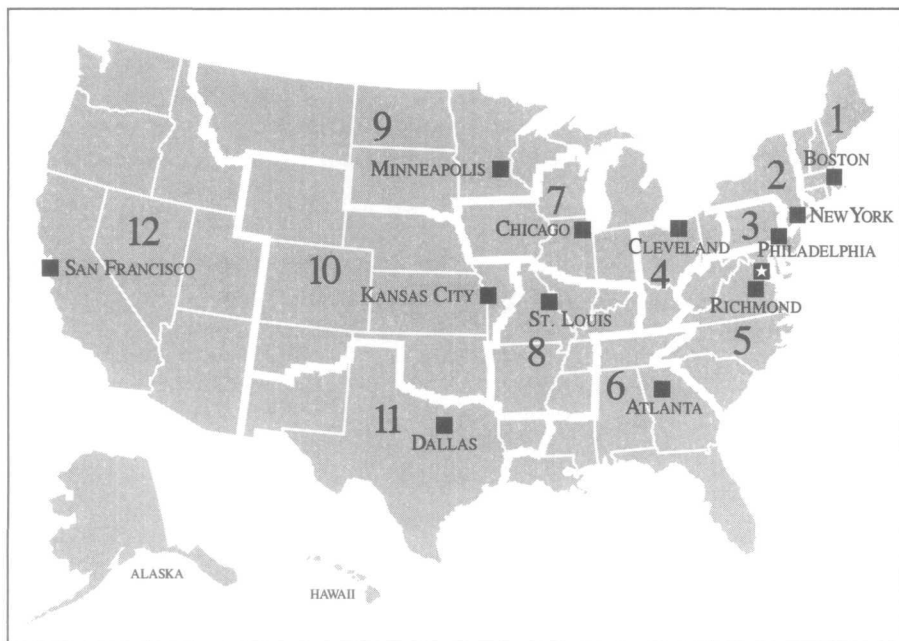 1
BOSTON
9
2
MINNEAPOLIS
7
NEW YORK
3
CHICAGO
CLEVELAND
PHILADELPHIA
12
SAN FRANCISCO
10
4
KANSAS CITY
ST. LOUIS
RICHMOND
5
8
6
ATLANTA
11
DALLAS
ALASKA
HAWAII